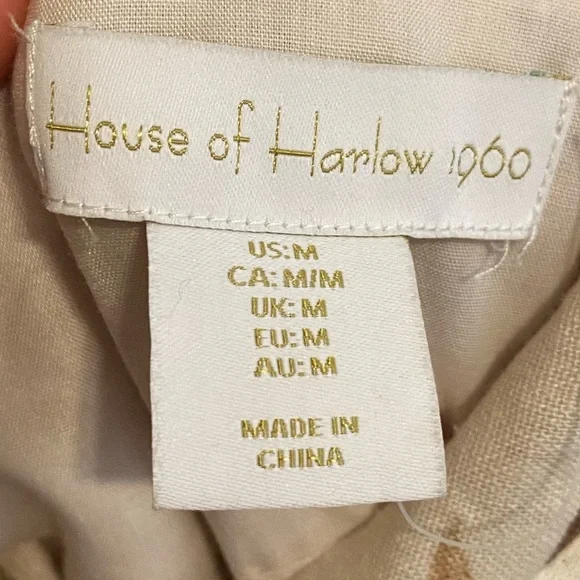 House of Harlow 1960
US:M
CA:M/M
UK:M
EU:M
AU:M
MADE IN
CHINA